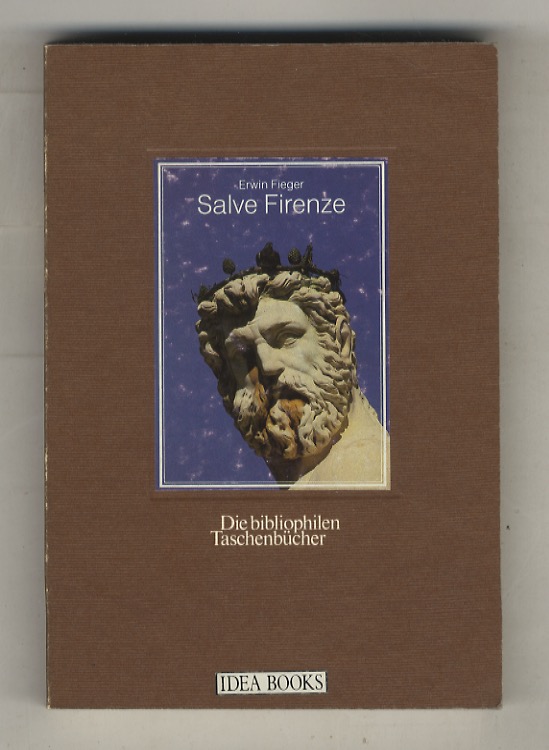 Erwin Fieger
Salve Firenze
Die bibliophilen
Taschenbücher
IDEA BOOKS